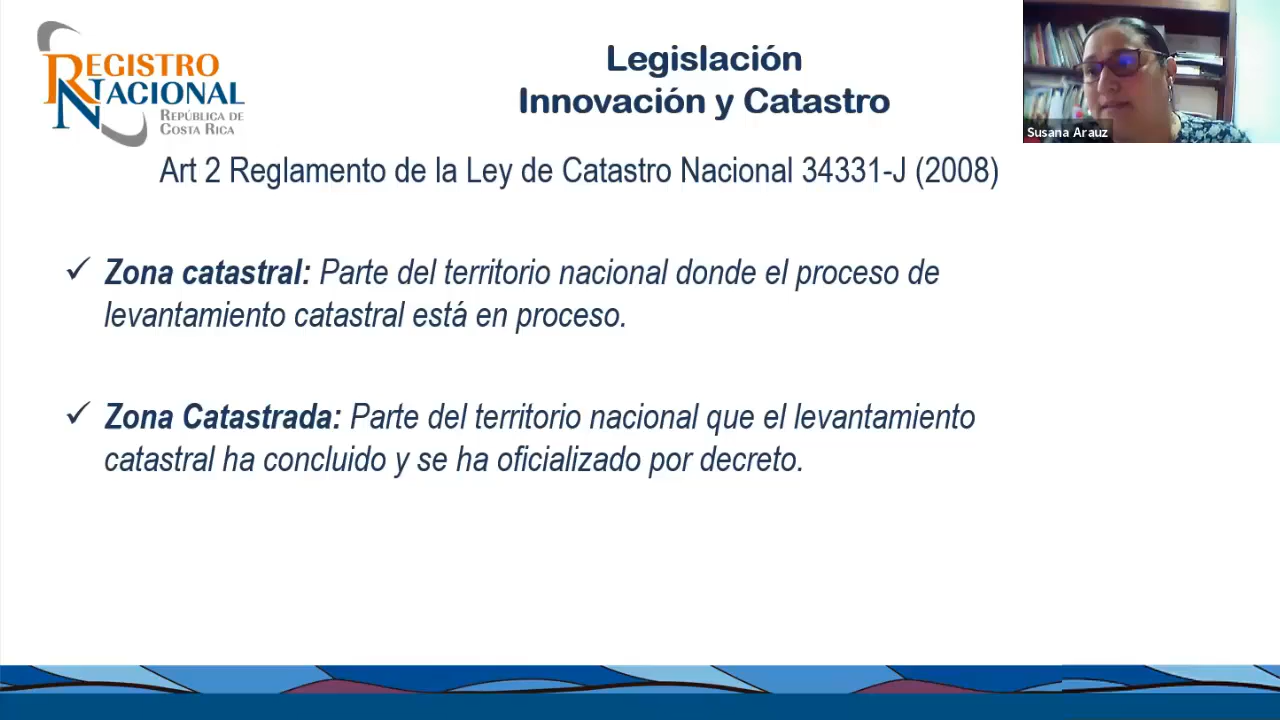 REGISTRO
NACIONAL
REPÚBLICA DE
COSTA RICA
Legislación
Innovación y Catastro
Susana Arauz
Art 2 Reglamento de la Ley de Catastro Nacional 34331-J (2008)
✓ Zona catastral: Parte del territorio nacional donde el proceso de
levantamiento catastral está en proceso.
✓ Zona Catastrada: Parte del territorio nacional que el levantamiento
catastral ha concluido y se ha oficializado por decreto.